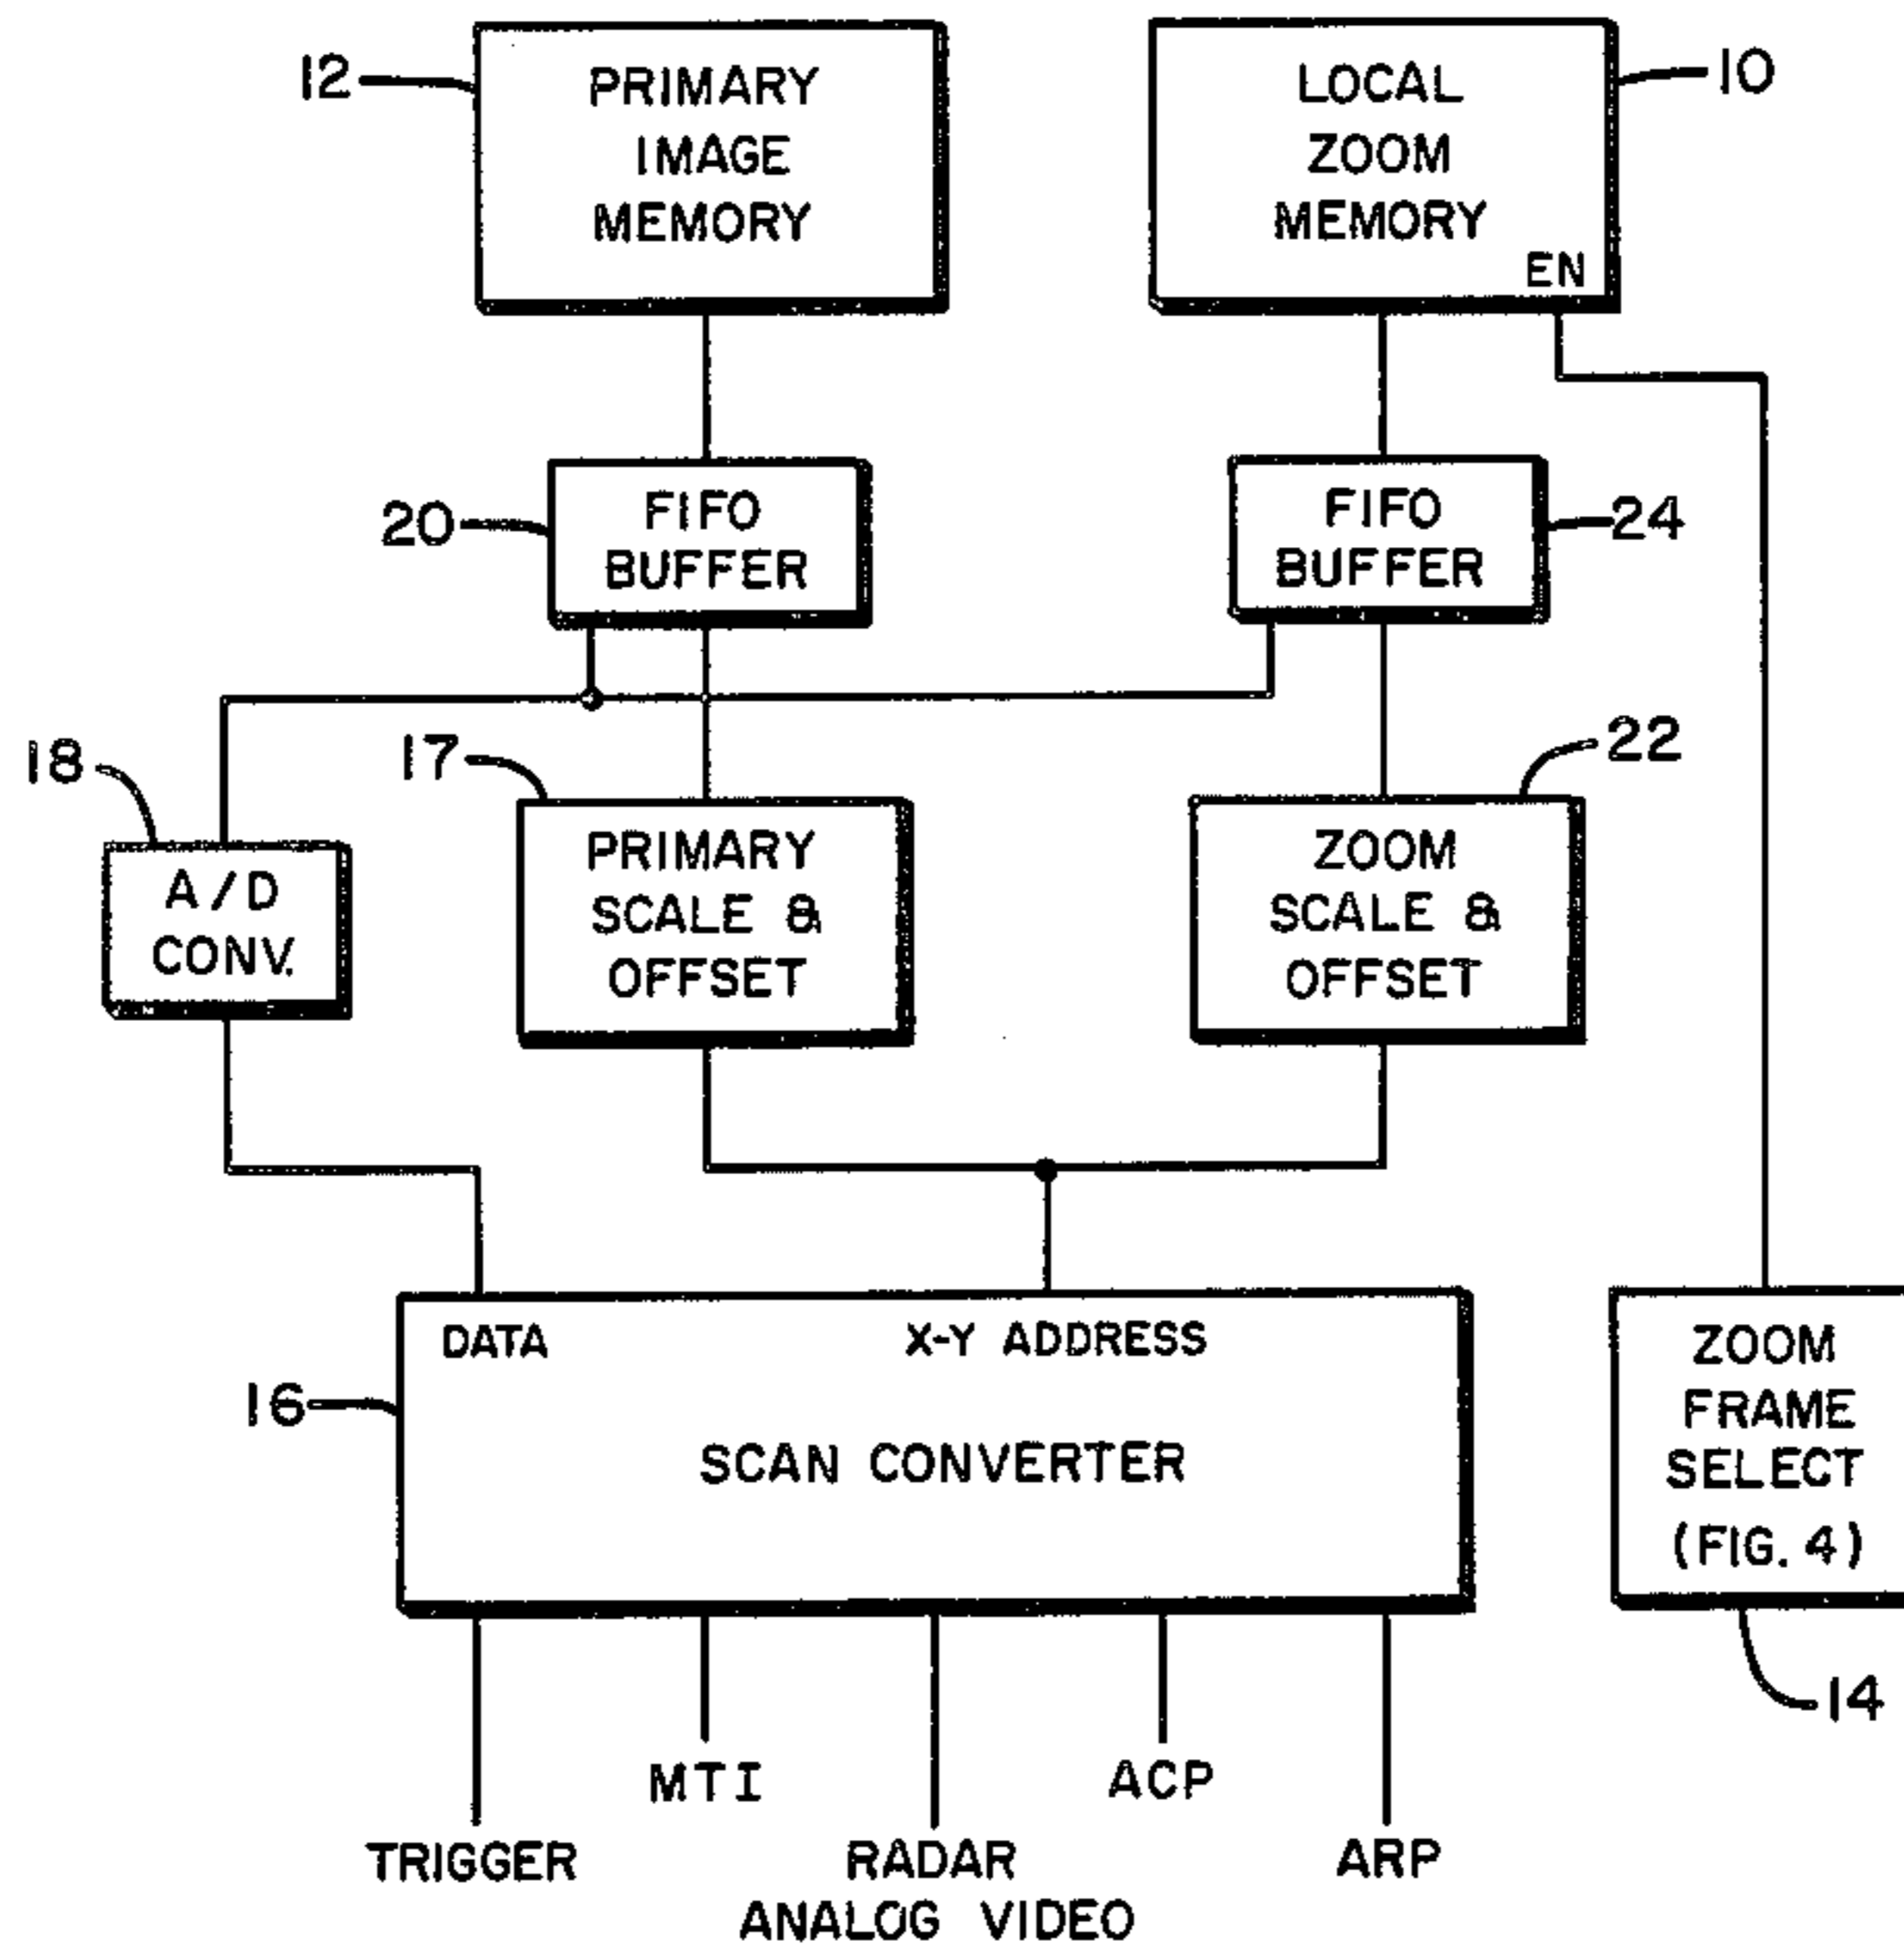 12
PRIMARY
IMAGE
MEMORY
LOCAL
ZOOM
MEMORY
EN
10
20
FIFO
BUFFER
FIFO
BUFFER
24
18
A/D
CONV.
17
PRIMARY
SCALE &
OFFSET
22
ZOOM
SCALE &
OFFSET
DATA
X-Y ADDRESS
16
SCAN CONVERTER
ZOOM
FRAME
SELECT
(FIG. 4)
14
TRIGGER
MTI
RADAR
ANALOG VIDEO
ACP
ARP